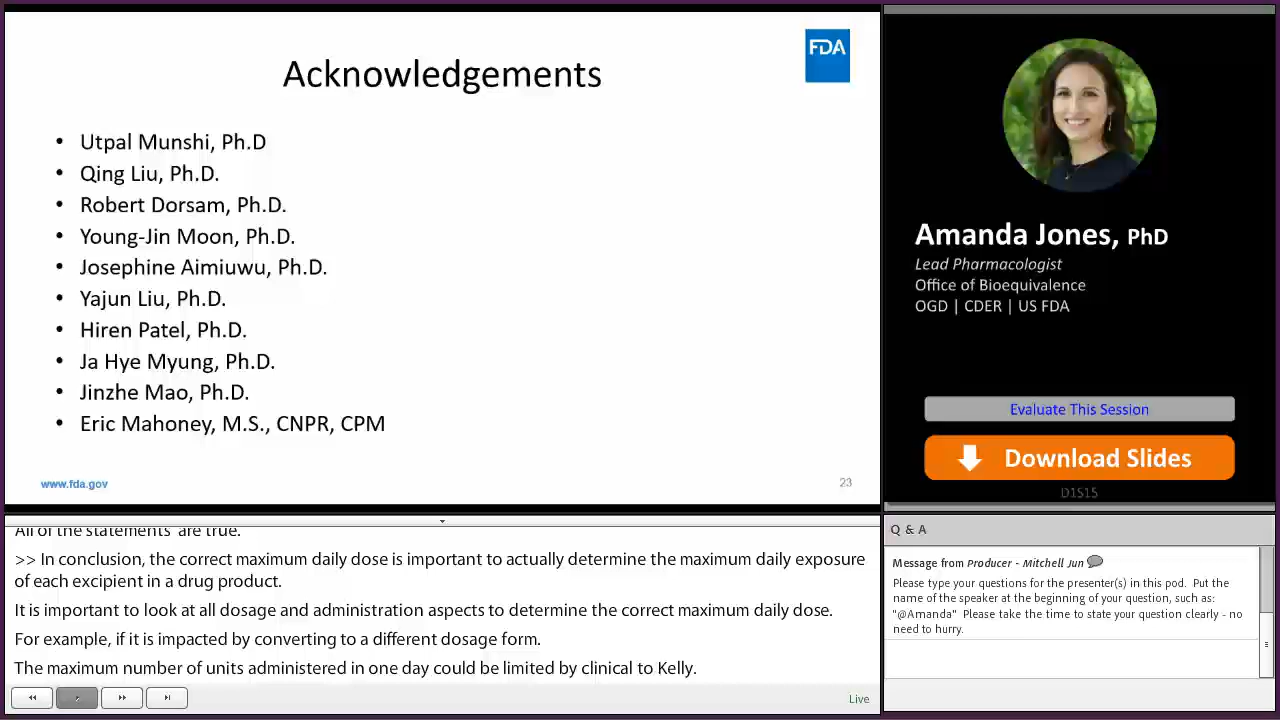 FDA
Acknowledgements
• Utpal Munshi, Ph.D
• Qing Liu, Ph.D.
• Robert Dorsam, Ph.D.
• Young-Jin Moon, Ph.D.
• Josephine Aimiuwu, Ph.D.
• Yajun Liu, Ph.D.
• Hiren Patel, Ph.D.
• Ja Hye Myung, Ph.D.
• Jinzhe Mao, Ph.D.
• Eric Mahoney, M.S., CNPR, CPM
www.fda.gov
23
All of the statements are true.
>> In conclusion, the correct maximum daily dose is important to actually determine the maximum daily exposure
of each excipient in a drug product.
It is important to look at all dosage and administration aspects to determine the correct maximum daily dose.
For example, if it is impacted by converting to a different dosage form.
The maximum number of units administered in one day could be limited by clinical to Kelly.
Live
Amanda Jones, PhD
Lead Pharmacologist
Office of Bioequivalence
OGD | CDER | US FDA
Evaluate This Session
Download Slides
D1S15
Q & A
Message from Producer - Mitchell Jun
Please type your questions for the presenter(s) in this pod. Put the
name of the speaker at the beginning of your question, such as:
"@Amanda" Please take the time to state your question clearly - no
need to hurry.